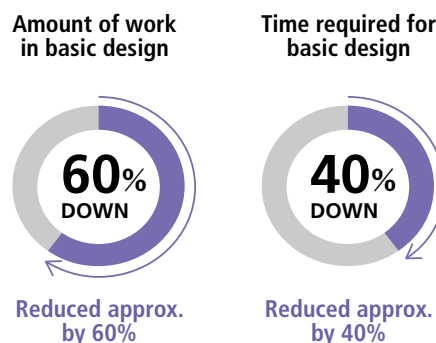 Amount of work
in basic design
60%
DOWN
Reduced approx.
by 60%
Time required for
basic design
40%
DOWN
Reduced approx.
by 40%